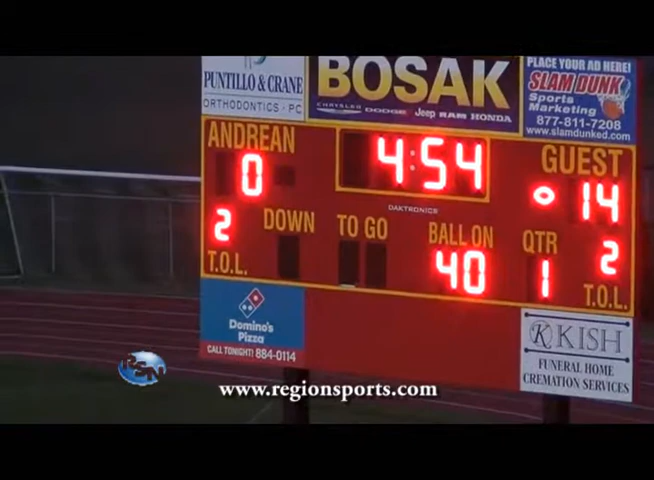 PUNTILLO & CRANE
ORTHODONTICS · PC
BOSAK
CHRYSLER DODGE Jeep RAM HONDA
PLACE YOUR AD HERE!
SLAM DUNK
Sports
Marketing
877-811-7208
www.slamdunked.com
ANDREAN
0
4:54
GUEST
14
DAKTRONICS
2
DOWN
TO GO
BALL ON
QTR
2
40
1
T.O.L.
T.O.L.
Domino's
Pizza
CALL TONIGHT! 884-0114
K KISH
FUNERAL HOME
CREMATION SERVICES
RSN
www.regionsports.com